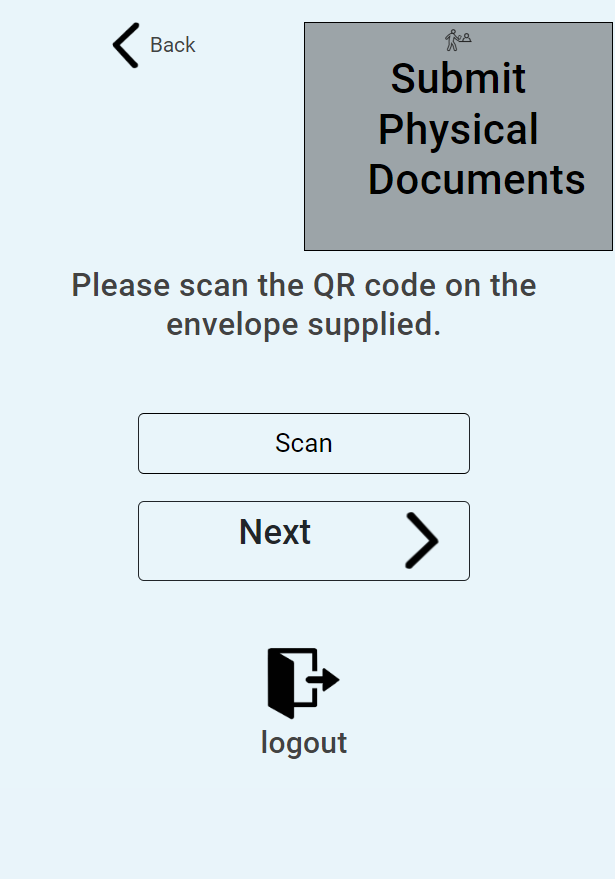 Back
Submit
Physical
Documents
Please scan the QR code on the
envelope supplied.
Scan
Next
logout